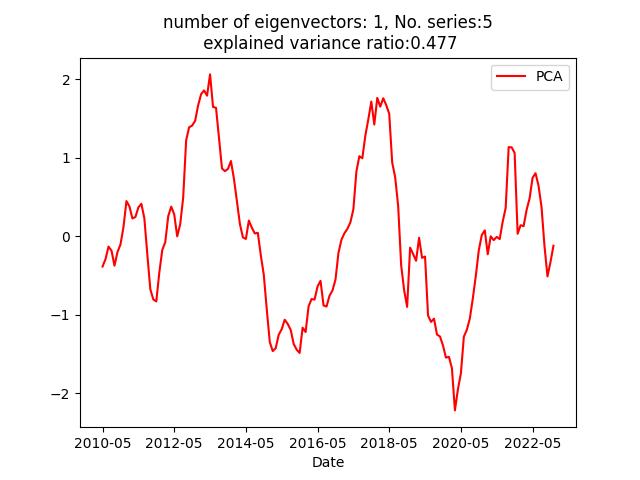 number of eigenvectors: 1, No. series:5
explained variance ratio:0.477
PCA
2
1
0
−1
−2
2010-05 2012-05 2014-05 2016-05 2018-05 2020-05 2022-05
Date